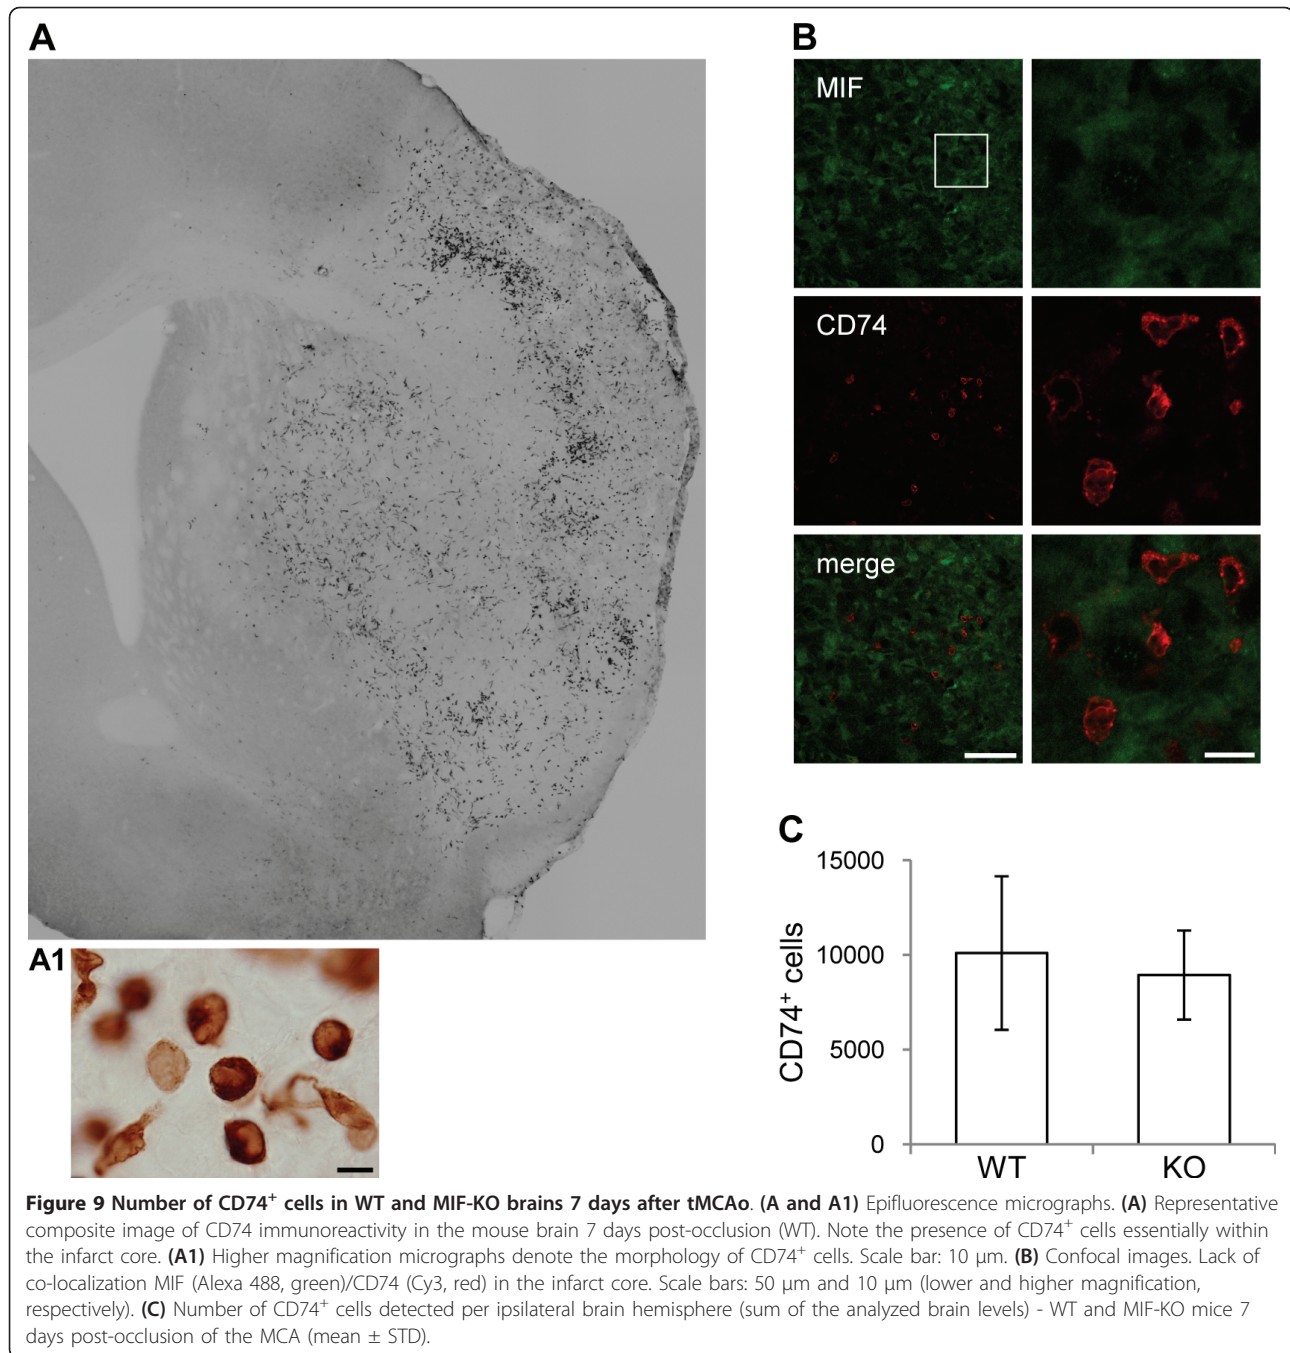 A
B
MIF
CD74
merge
C
15000
10000
5000
0
CD74⁺ cells
WT
KO
A1
Figure 9 Number of CD74⁺ cells in WT and MIF-KO brains 7 days after tMCAo. (A and A1) Epifluorescence micrographs. (A) Representative
composite image of CD74 immunoreactivity in the mouse brain 7 days post-occlusion (WT). Note the presence of CD74⁺ cells essentially within
the infarct core. (A1) Higher magnification micrographs denote the morphology of CD74⁺ cells. Scale bar: 10 μm. (B) Confocal images. Lack of
co-localization MIF (Alexa 488, green)/CD74 (Cy3, red) in the infarct core. Scale bars: 50 μm and 10 μm (lower and higher magnification,
respectively). (C) Number of CD74⁺ cells detected per ipsilateral brain hemisphere (sum of the analyzed brain levels) - WT and MIF-KO mice 7
days post-occlusion of the MCA (mean ± STD).